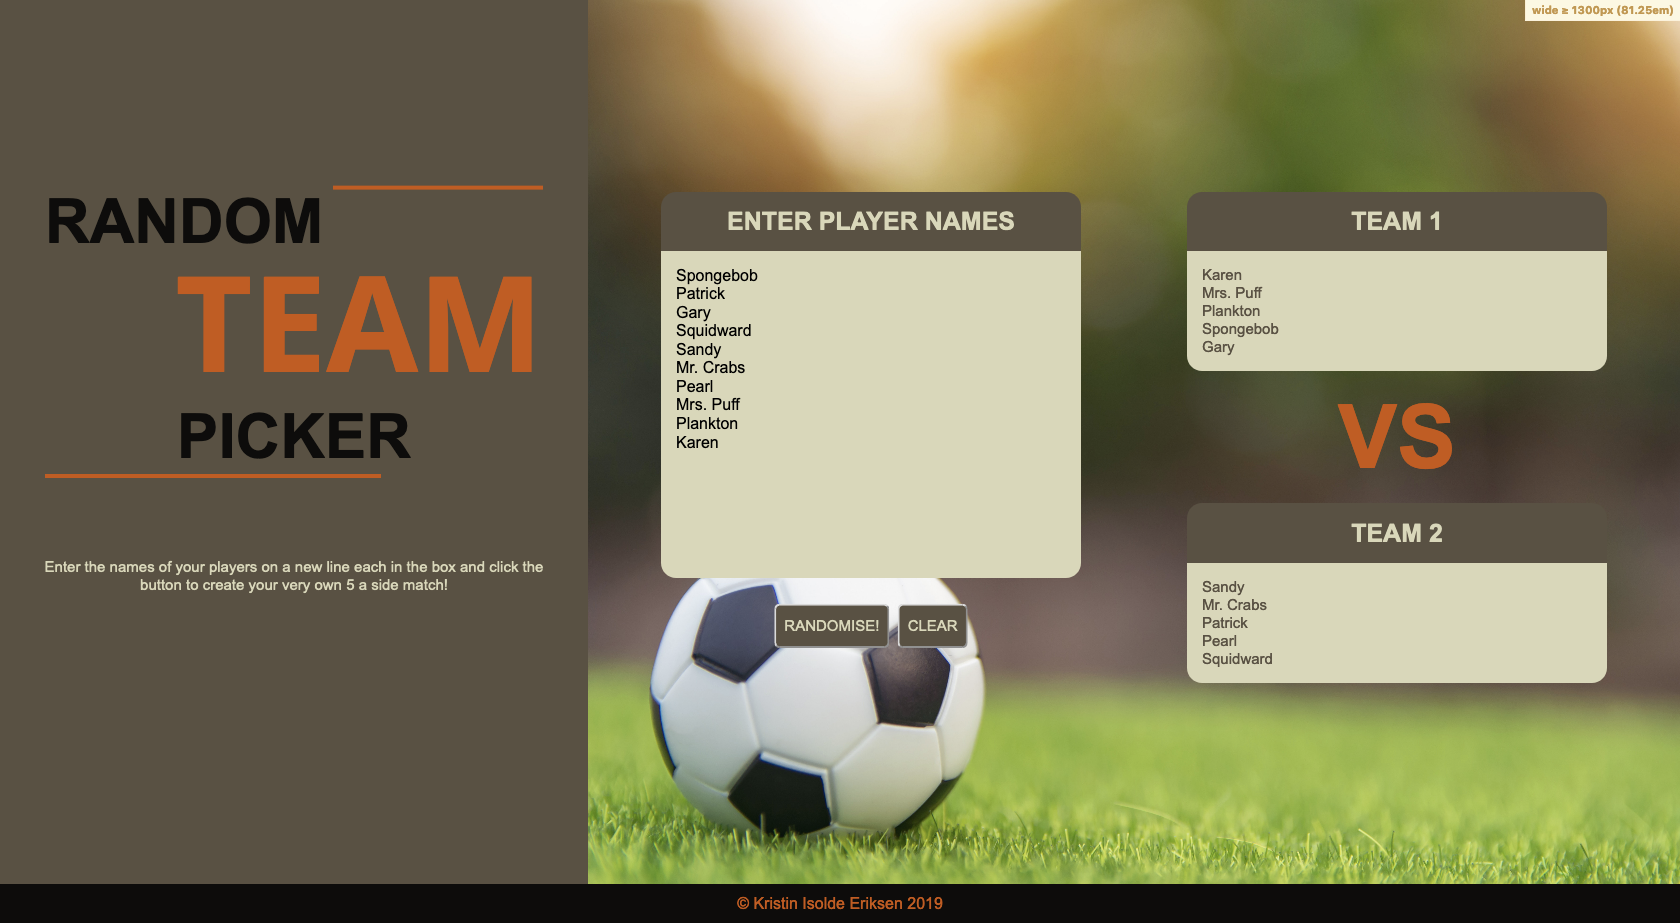 wide ≥ 1300px (81.25em)
RANDOM
TEAM
PICKER
Enter the names of your players on a new line each in the box and click the
button to create your very own 5 a side match!
ENTER PLAYER NAMES
Spongebob
Patrick
Gary
Squidward
Sandy
Mr. Crabs
Pearl
Mrs. Puff
Plankton
Karen
RANDOMISE!
CLEAR
TEAM 1
Karen
Mrs. Puff
Plankton
Spongebob
Gary
VS
TEAM 2
Sandy
Mr. Crabs
Patrick
Pearl
Squidward
© Kristin Isolde Eriksen 2019